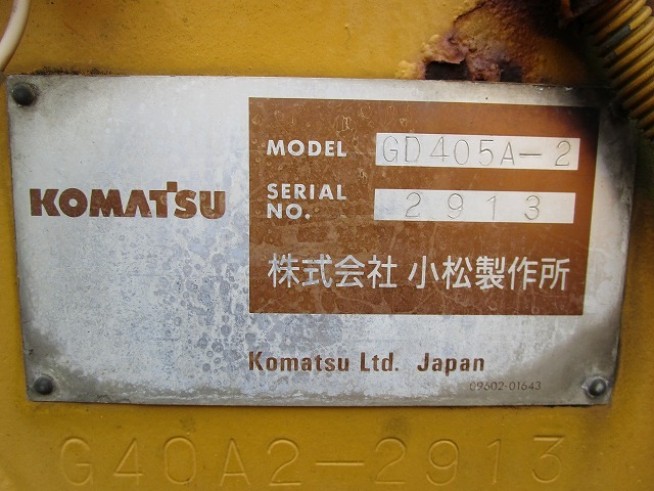 KOMATSU
MODEL GD405A-2
SERIAL NO. 2913
株式会社 小松製作所
Komatsu Ltd. Japan
09602-01643
G40A2-2913